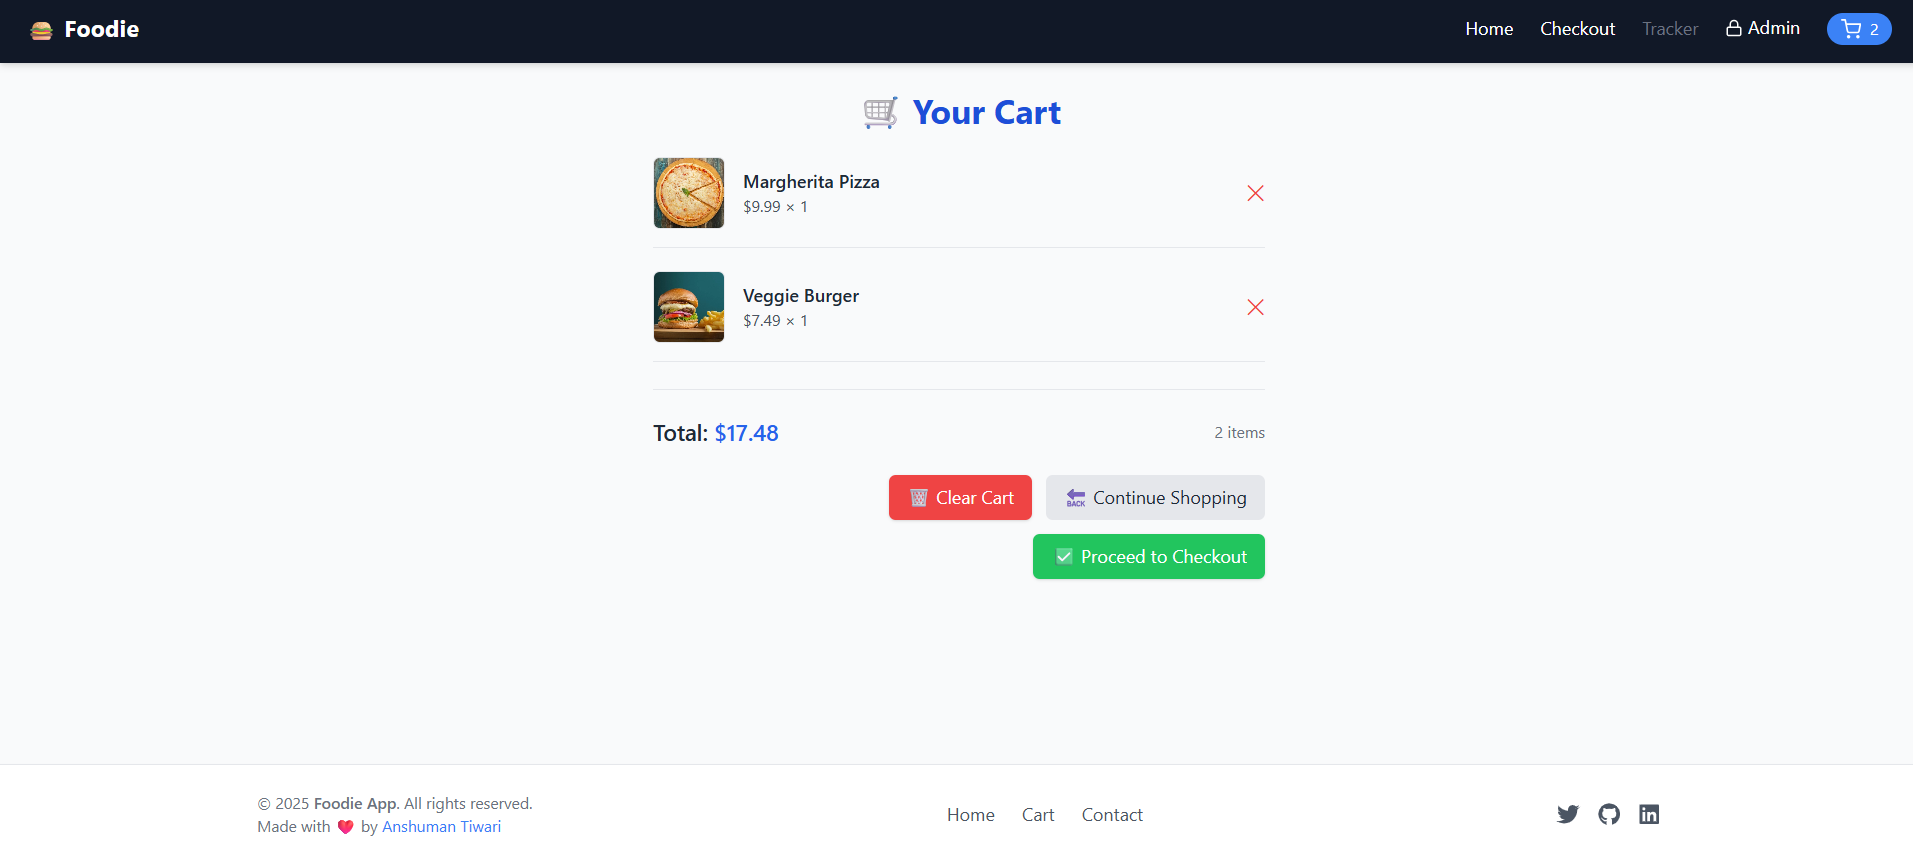 Foodie
Home Checkout Tracker Admin 2
Your Cart
Margherita Pizza
$9.99 × 1
Veggie Burger
$7.49 × 1
Total: $17.48 2 items
Clear Cart BACK Continue Shopping
Proceed to Checkout
© 2025 Foodie App. All rights reserved.
Made with ❤ by Anshuman Tiwari
Home Cart Contact